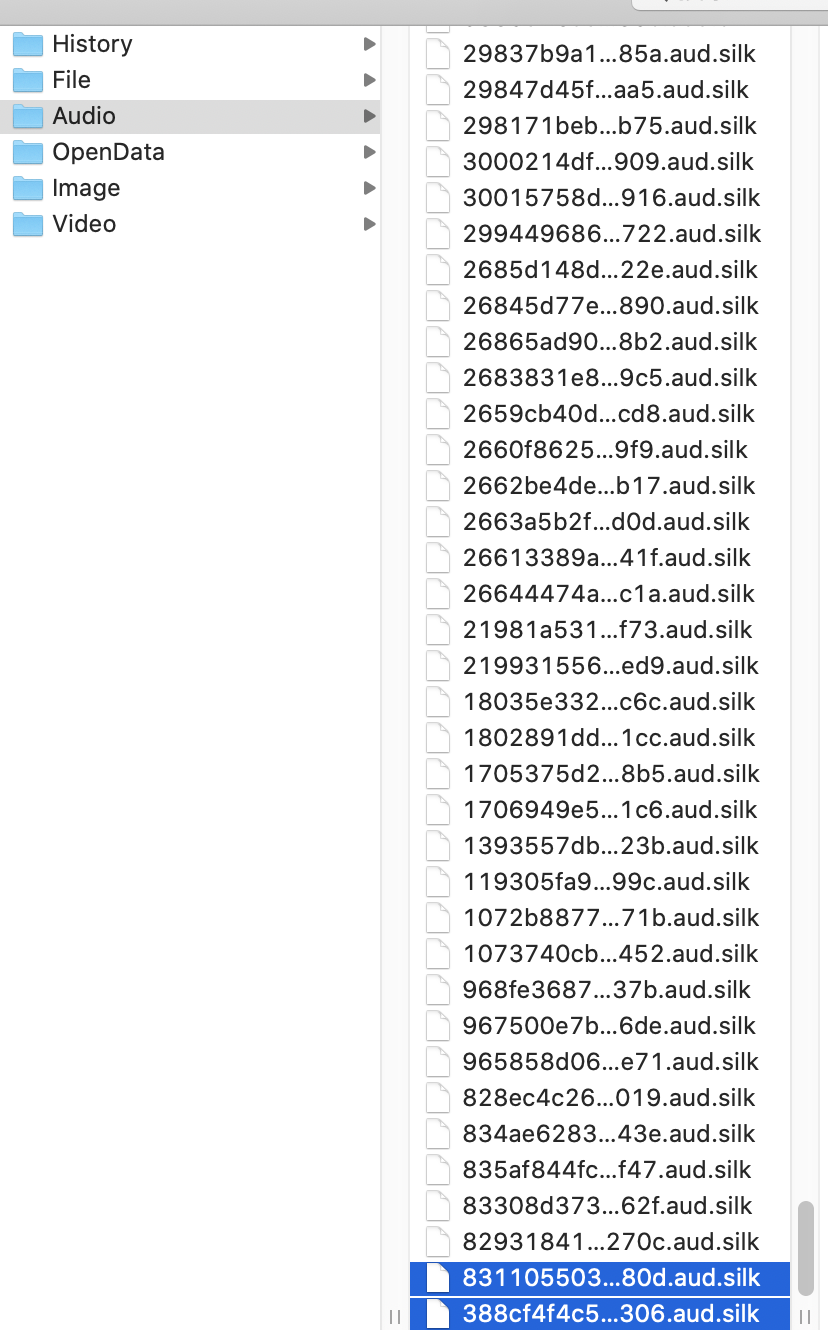 History
File
Audio
OpenData
Image
Video
29837b9a1...85a.aud.silk
29847d45f...aa5.aud.silk
298171beb...b75.aud.silk
3000214df...909.aud.silk
30015758d...916.aud.silk
299449686...722.aud.silk
2685d148d...22e.aud.silk
26845d77e...890.aud.silk
26865ad90...8b2.aud.silk
2683831e8...9c5.aud.silk
2659cb40d...cd8.aud.silk
2660f8625...9f9.aud.silk
2662be4de...b17.aud.silk
2663a5b2f...d0d.aud.silk
26613389a...41f.aud.silk
26644474a...c1a.aud.silk
21981a531...f73.aud.silk
219931556...ed9.aud.silk
18035e332...c6c.aud.silk
1802891dd...1cc.aud.silk
1705375d2...8b5.aud.silk
1706949e5...1c6.aud.silk
1393557db...23b.aud.silk
119305fa9...99c.aud.silk
1072b8877...71b.aud.silk
1073740cb...452.aud.silk
968fe3687...37b.aud.silk
967500e7b...6de.aud.silk
965858d06...e71.aud.silk
828ec4c26...019.aud.silk
834ae6283...43e.aud.silk
835af844fc...f47.aud.silk
83308d373...62f.aud.silk
82931841...270c.aud.silk
831105503...80d.aud.silk
388cf4f4c5...306.aud.silk